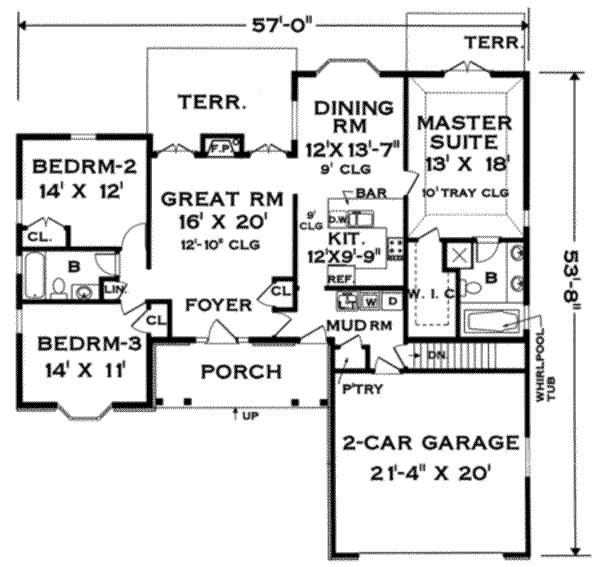 57'-0"
TERR.
TERR.
DINING
RM
12'X 13'-7"
9' CLG
MASTER
SUITE
13' X 18'
10' TRAY CLG
F.P.
BEDRM-2
14' X 12'
GREAT RM
16' X 20'
12'-10" CLG
BAR
9'
CLG
D.W
KIT.
12'X9'-9"
REF.
CL.
B
LIN.
CL
FOYER
CL
B
W. I. C
L.T
W
D
MUD RM
BEDRM-3
14' X 11'
PORCH
UP
P'TRY
DN.
WHIRLPOOL
TUB
53'-8"
2-CAR GARAGE
21'-4" X 20'